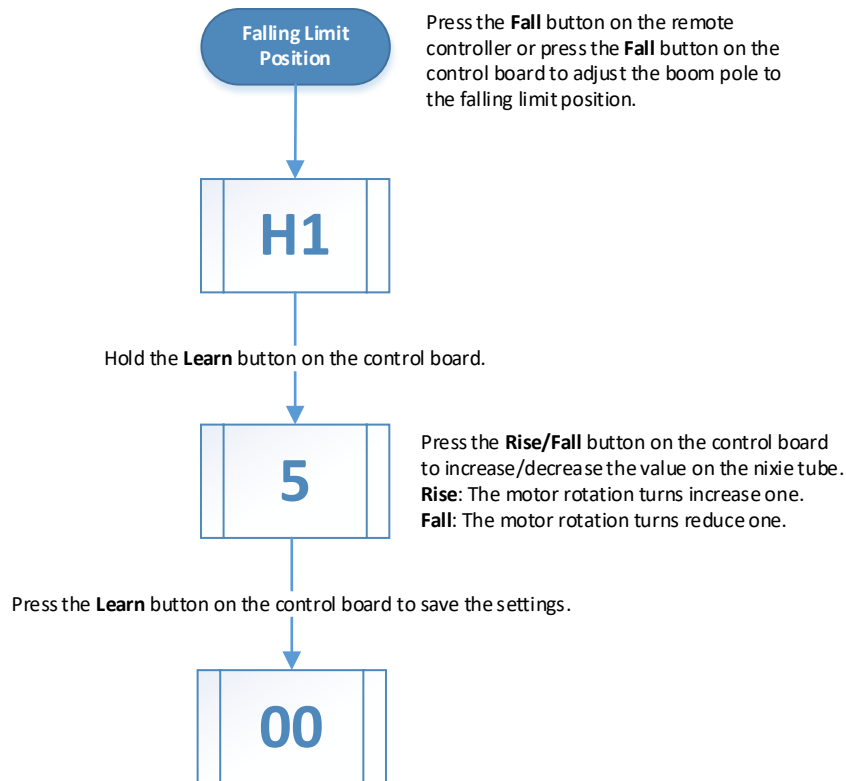 Falling Limit
Position
Press the Fall button on the remote
controller or press the Fall button on the
control board to adjust the boom pole to
the falling limit position.
H1
Hold the Learn button on the control board.
5
Press the Rise/Fall button on the control board
to increase/decrease the value on the nixie tube.
Rise: The motor rotation turns increase one.
Fall: The motor rotation turns reduce one.
Press the Learn button on the control board to save the settings.
00